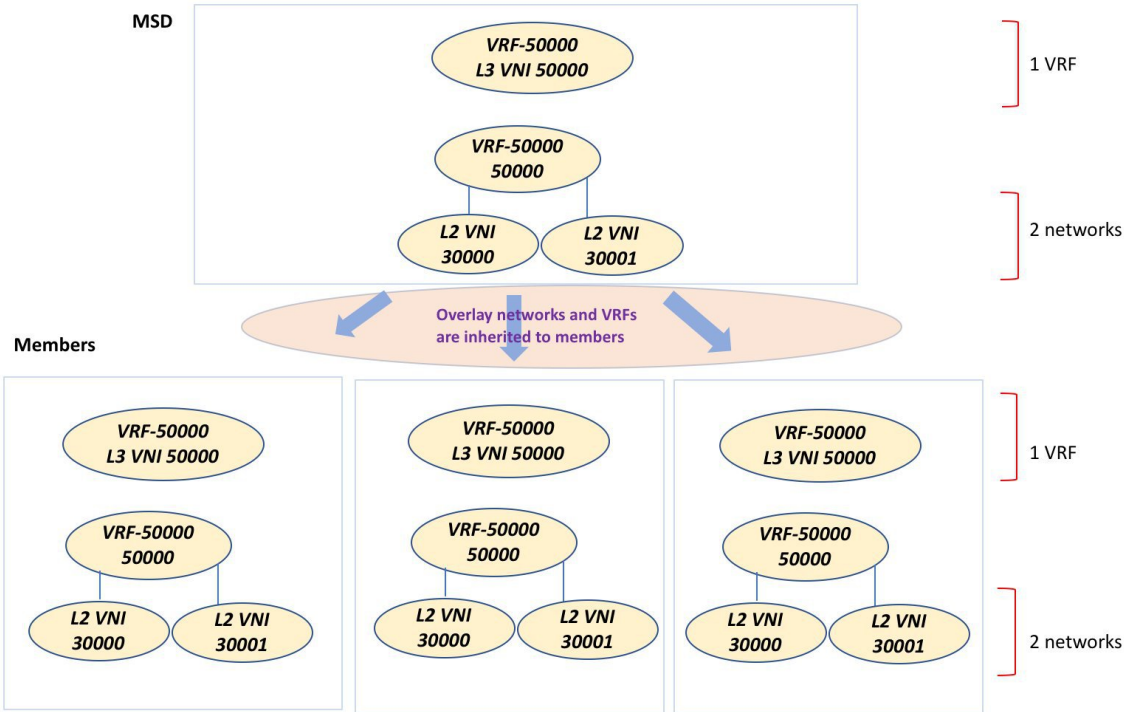 MSD
VRF-50000
L3 VNI 50000
1 VRF
VRF-50000
50000
L2 VNI
30000
L2 VNI
30001
2 networks
Overlay networks and VRFs
are inherited to members
Members
VRF-50000
L3 VNI 50000
VRF-50000
L3 VNI 50000
VRF-50000
L3 VNI 50000
1 VRF
VRF-50000
50000
VRF-50000
50000
VRF-50000
50000
L2 VNI
30000
L2 VNI
30001
L2 VNI
30000
L2 VNI
30001
L2 VNI
30000
L2 VNI
30001
2 networks